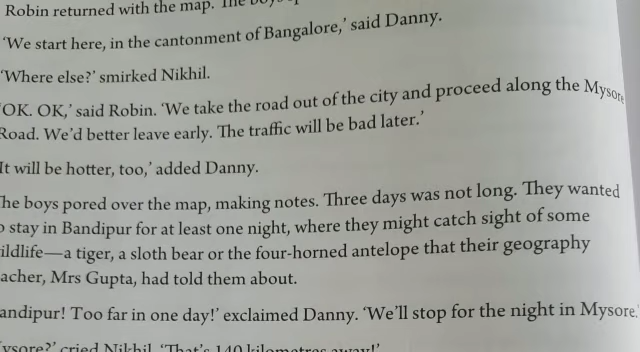 Robin returned with the map. The boys
'We start here, in the cantonment of Bangalore,' said Danny.
'Where else?' smirked Nikhil.
'OK. OK,' said Robin. 'We take the road out of the city and proceed along the Mysore
Road. We'd better leave early. The traffic will be bad later.'
It will be hotter, too,' added Danny.
The boys pored over the map, making notes. Three days was not long. They wanted
o stay in Bandipur for at least one night, where they might catch sight of some
ildlife—a tiger, a sloth bear or the four-horned antelope that their geography
acher, Mrs Gupta, had told them about.
andipur! Too far in one day!' exclaimed Danny. 'We'll stop for the night in Mysore.'
ysore?' cried Nikhil. 'That's 140 kilometres away!'